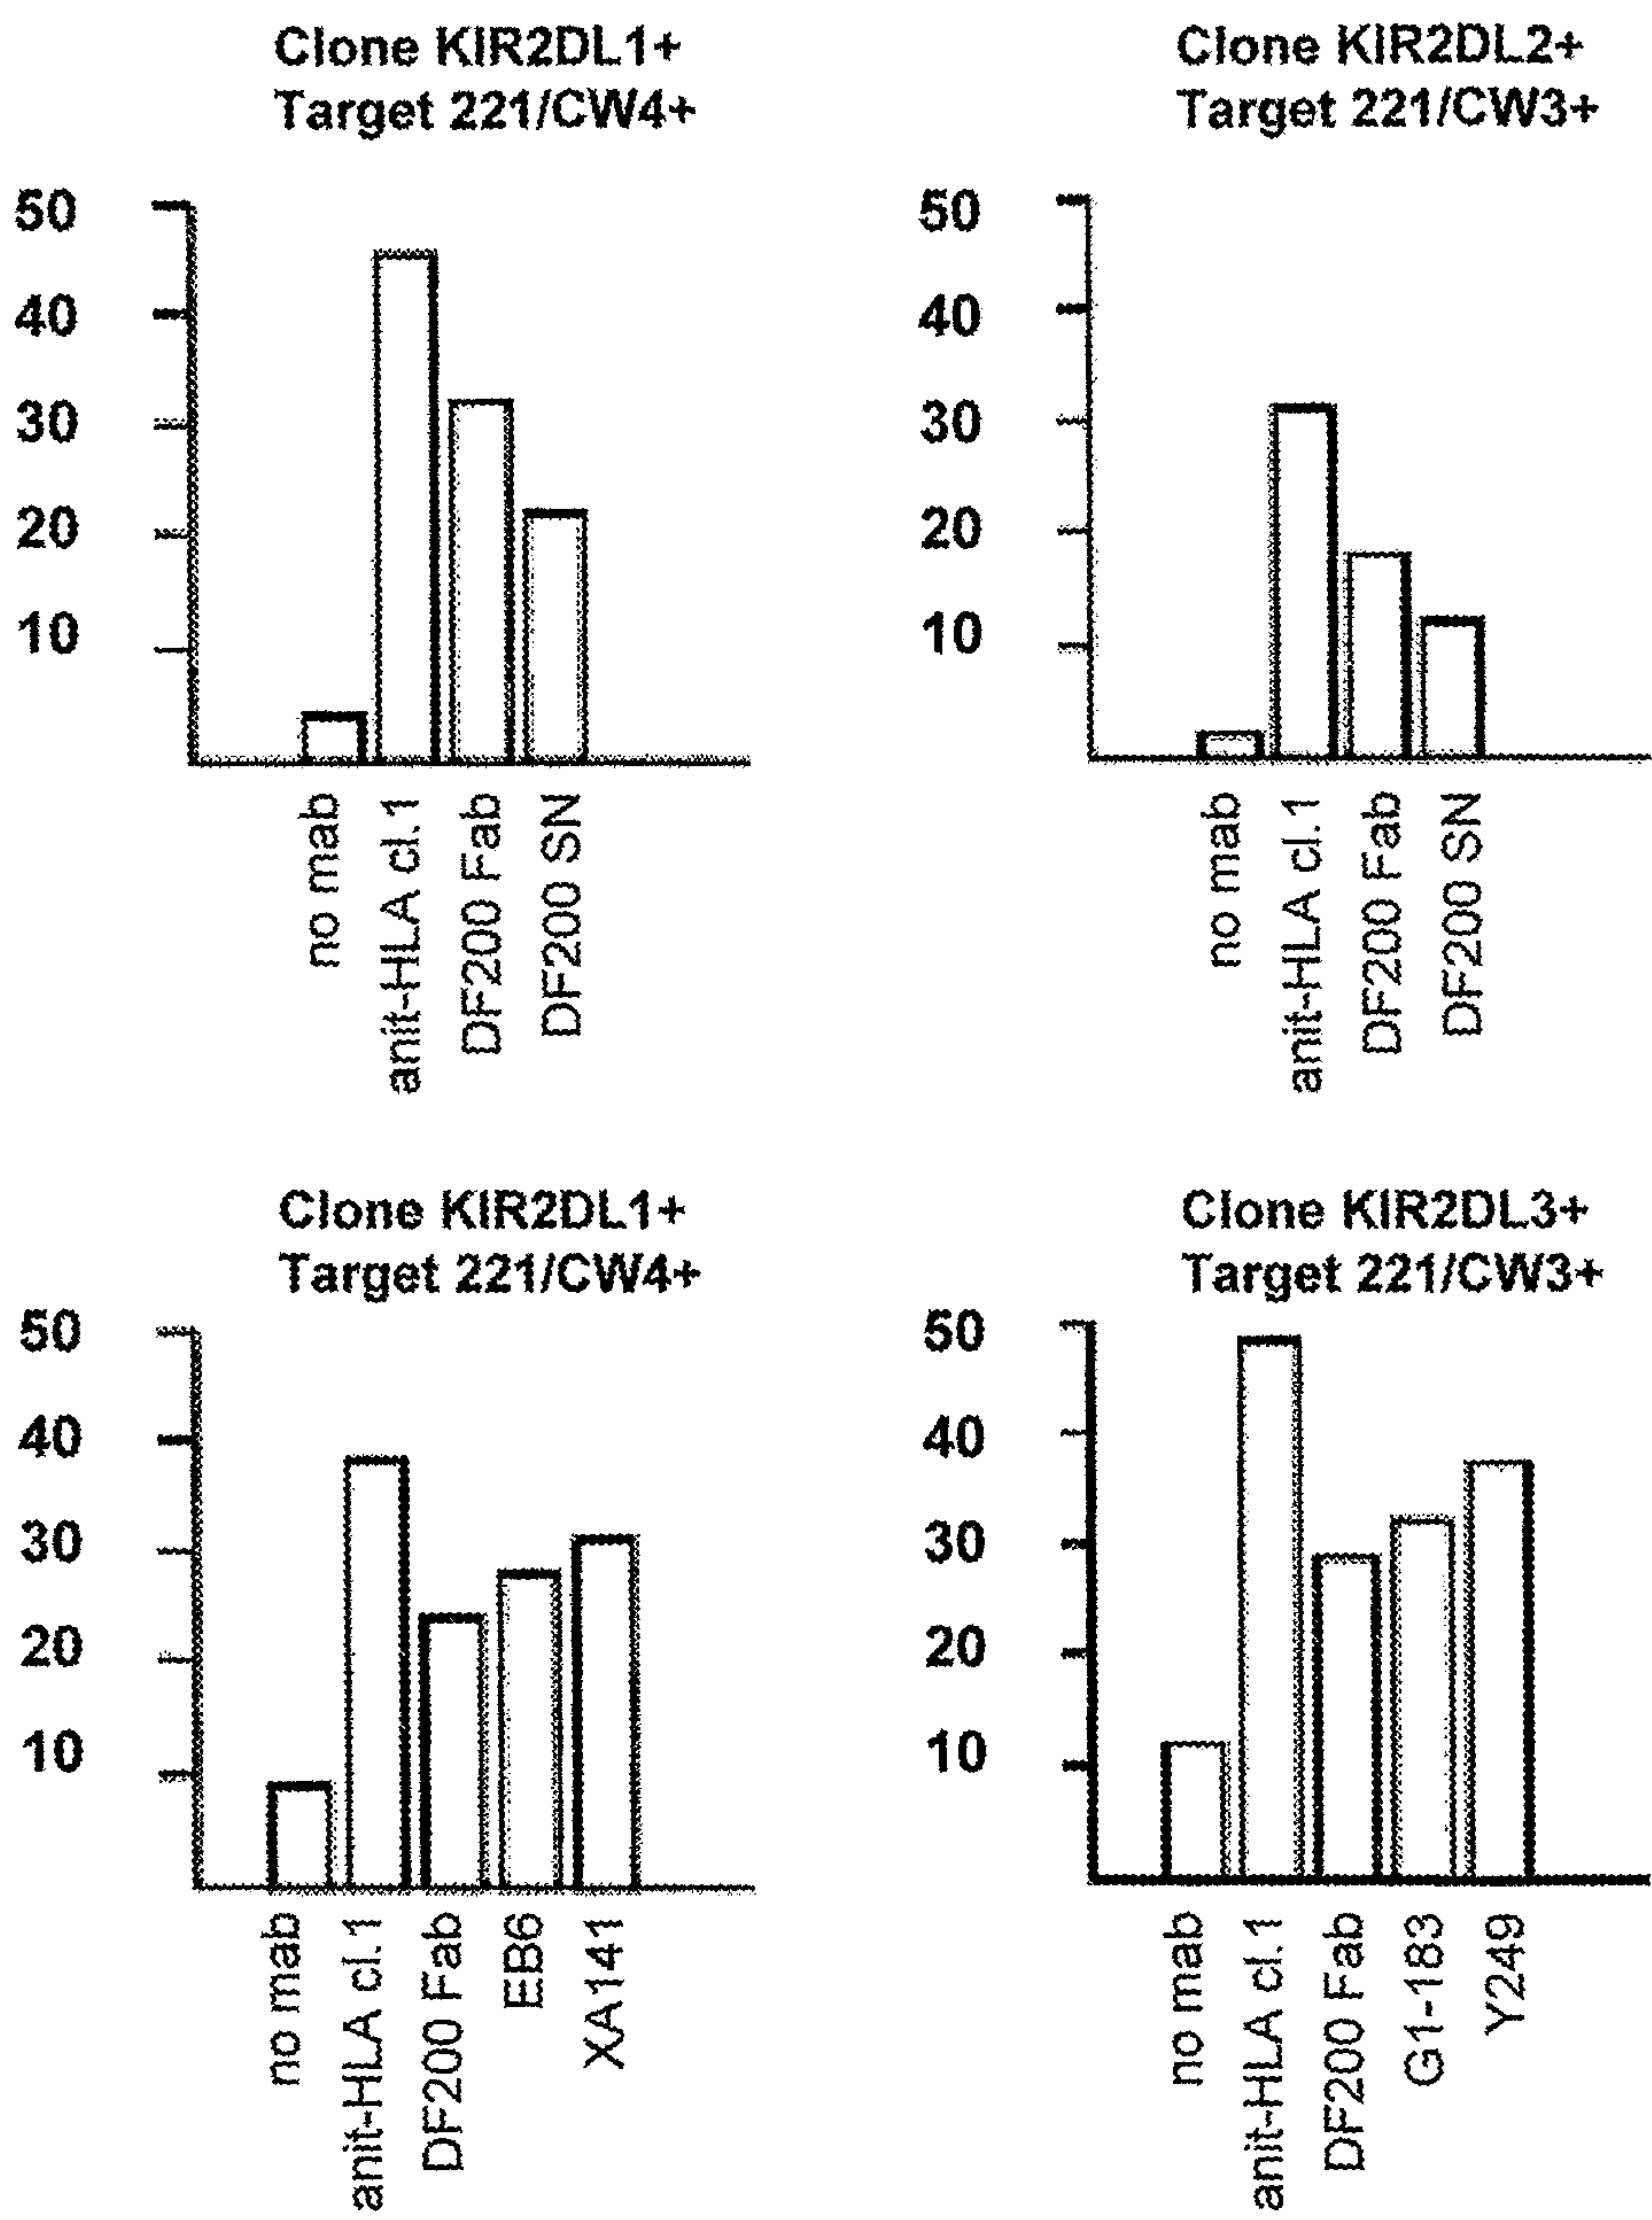 Clone KIR2DL1+
Target 221/CW4+
50
40
30
20
10
no mab
anit-HLA cl.1
DF200 Fab
DF200 SN
Clone KIR2DL2+
Target 221/CW3+
50
40
30
20
10
no mab
anit-HLA cl.1
DF200 Fab
DF200 SN
Clone KIR2DL1+
Target 221/CW4+
50
40
30
20
10
no mab
anit-HLA cl.1
DF200 Fab
EB6
XA141
Clone KIR2DL3+
Target 221/CW3+
50
40
30
20
10
no mab
anit-HLA cl.1
DF200 Fab
G1-183
Y249